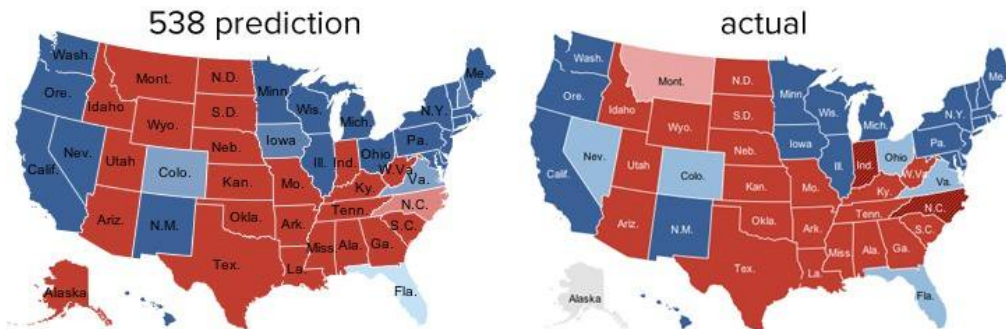 538 prediction
actual
Wash.
Mont.
N.D.
Minn
Me.
Ore.
Idaho
S.D.
Wis.
Mich.
N.Y.
Wyo.
Iowa
Pa.
Neb.
Nev.
Utah
Colo.
Ill.
Ind.
Ohio
W.Va
Va.
Calif.
Kan.
Mo.
Ky.
N.C.
Ariz.
N.M.
Okla.
Ark.
Tenn.
S.C.
Miss
Ala.
Ga.
Tex.
La.
Alaska
Fla.
Wash.
Mont.
N.D.
Minn.
Me.
Ore.
Idaho
S.D.
Wis.
Mich.
N.Y.
Wyo.
Iowa
Pa.
Neb.
Nev.
Utah
Colo.
Ill.
Ind.
Ohio
W.Va.
Va.
Calif.
Kan.
Mo.
Ky.
N.C.
Ariz.
N.M.
Okla.
Ark.
Tenn.
S.C.
Miss.
Ala.
Ga.
Tex.
La.
Alaska
Fla.